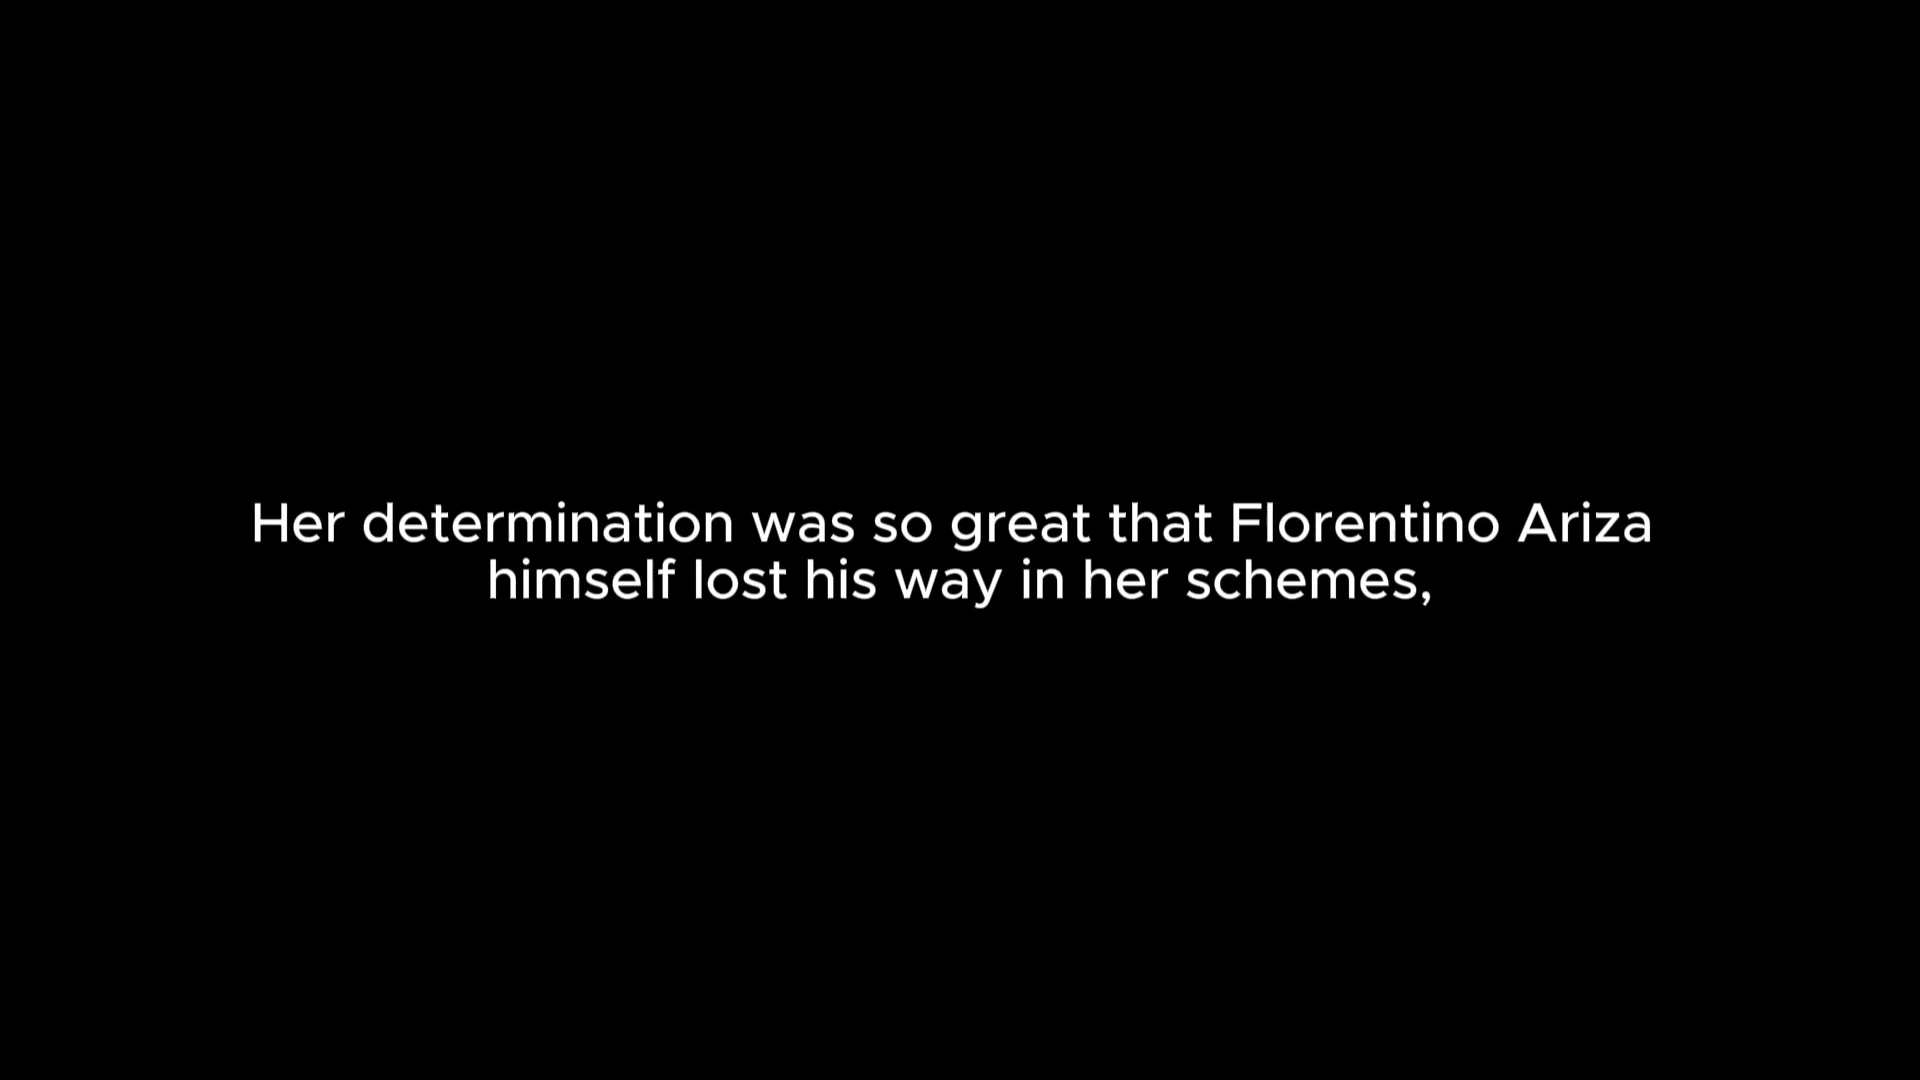 Her determination was so great that Florentino Ariza
himself lost his way in her schemes,